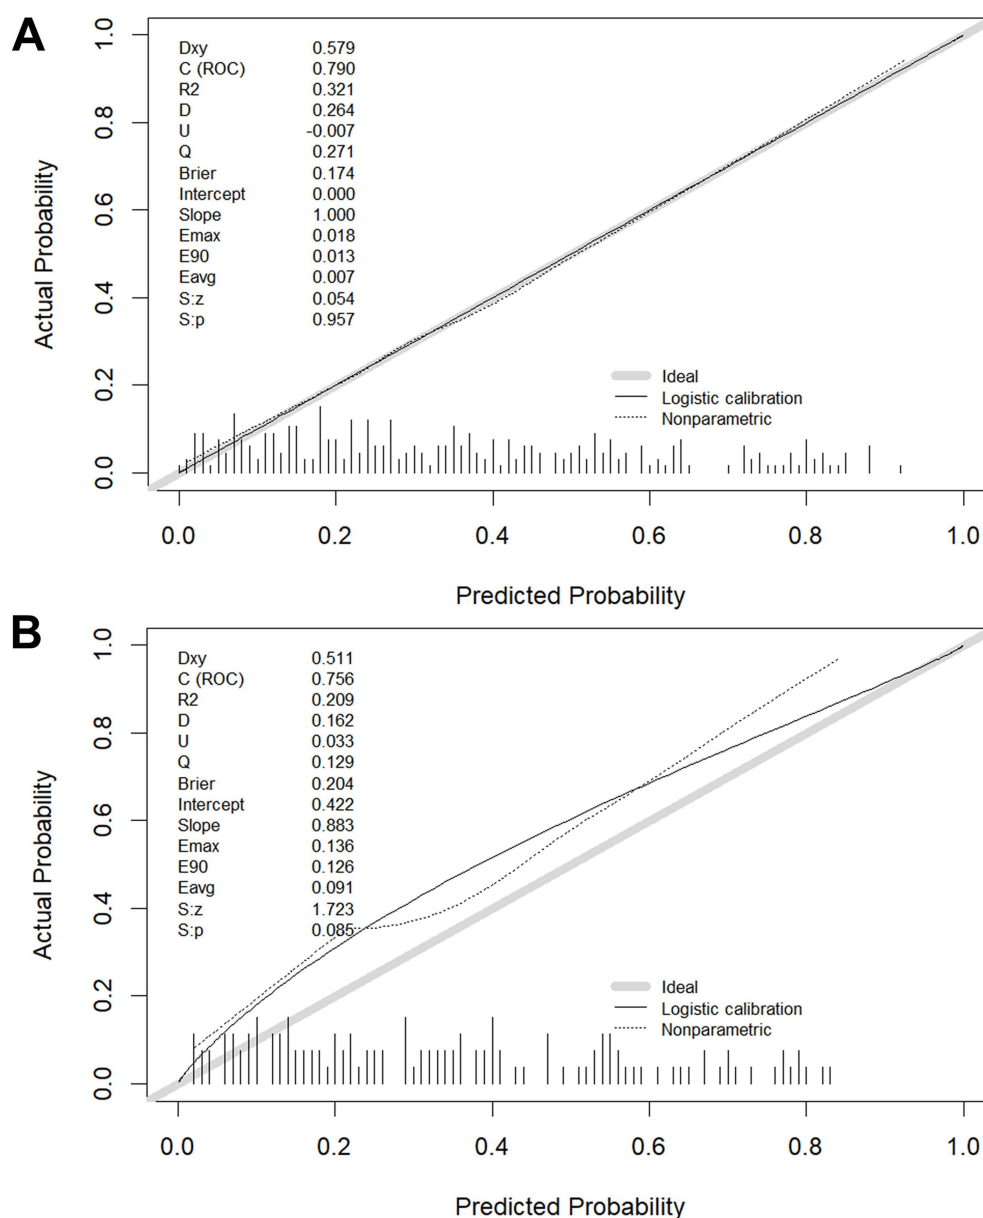 A
Dxy 0.579
C (ROC) 0.790
R2 0.321
D 0.264
U -0.007
Q 0.271
Brier 0.174
Intercept 0.000
Slope 1.000
Emax 0.018
E90 0.013
Eavg 0.007
S:z 0.054
S:p 0.957
Ideal
Logistic calibration
Nonparametric
Actual Probability
0.0 0.2 0.4 0.6 0.8 1.0
0.0 0.2 0.4 0.6 0.8 1.0
Predicted Probability
B
Dxy 0.511
C (ROC) 0.756
R2 0.209
D 0.162
U 0.033
Q 0.129
Brier 0.204
Intercept 0.422
Slope 0.883
Emax 0.136
E90 0.126
Eavg 0.091
S:z 1.723
S:p 0.085
Ideal
Logistic calibration
Nonparametric
Actual Probability
0.0 0.2 0.4 0.6 0.8 1.0
0.0 0.2 0.4 0.6 0.8 1.0
Predicted Probability